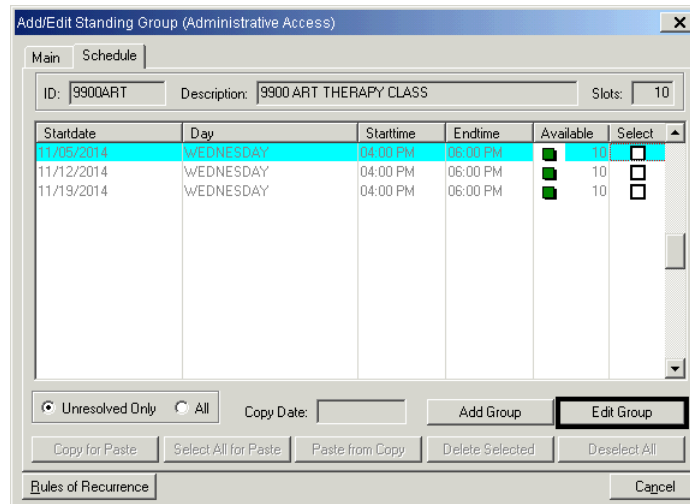 Add/Edit Standing Group (Administrative Access)
Main Schedule
ID: 9900ART Description: 9900 ART THERAPY CLASS Slots: 10
Startdate Day Starttime Endtime Available Select
11/05/2014 WEDNESDAY 04:00 PM 06:00 PM 10
11/12/2014 WEDNESDAY 04:00 PM 06:00 PM 10
11/19/2014 WEDNESDAY 04:00 PM 06:00 PM 10
Unresolved Only All Copy Date: Add Group Edit Group
Copy for Paste Select All for Paste Paste from Copy Delete Selected Deselect All
Rules of Recurrence Cancel